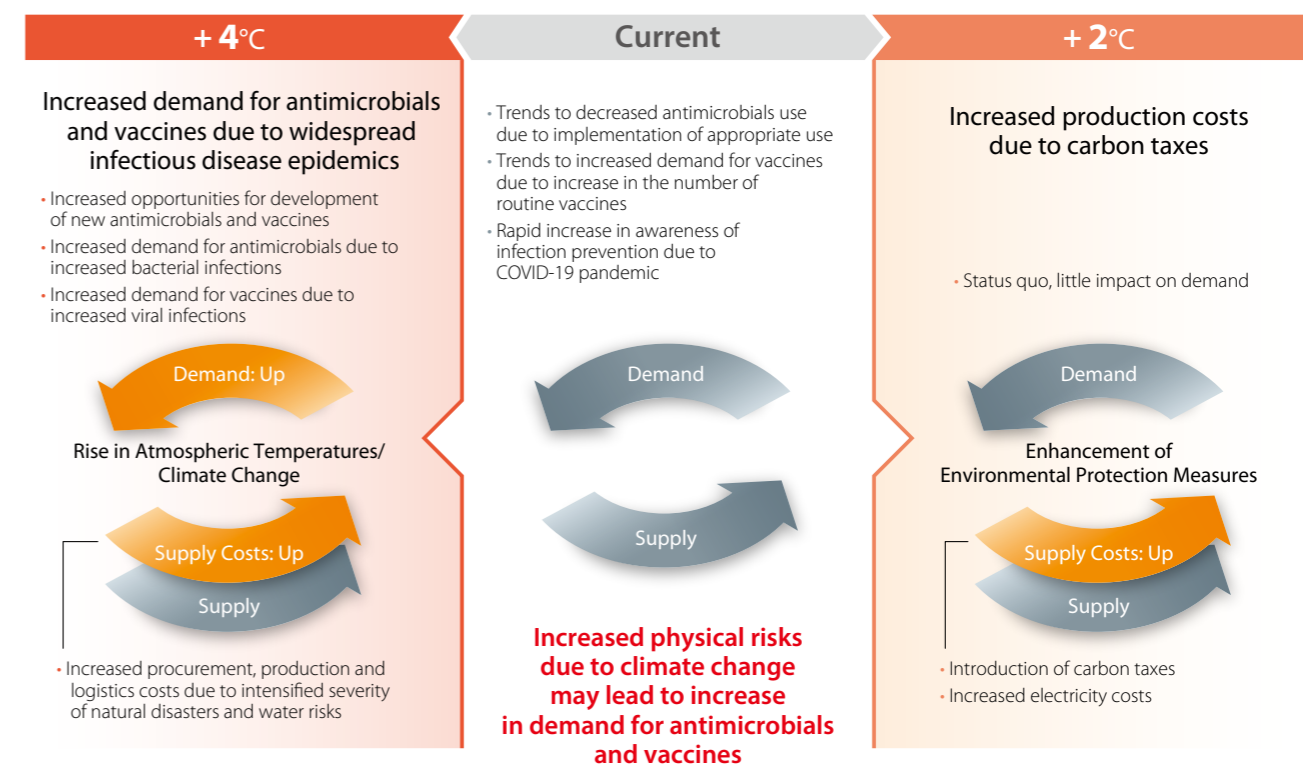 + 4°C
Increased demand for antimicrobials
and vaccines due to widespread
infectious disease epidemics
• Increased opportunities for development
of new antimicrobials and vaccines
• Increased demand for antimicrobials due to
increased bacterial infections
• Increased demand for vaccines due to
increased viral infections
Demand: Up
Rise in Atmospheric Temperatures/
Climate Change
Supply Costs: Up
Supply
• Increased procurement, production and
logistics costs due to intensified severity
of natural disasters and water risks
Current
• Trends to decreased antimicrobials use
due to implementation of appropriate use
• Trends to increased demand for vaccines
due to increase in the number of
routine vaccines
• Rapid increase in awareness of
infection prevention due to
COVID-19 pandemic
Demand
Supply
Increased physical risks
due to climate change
may lead to increase
in demand for antimicrobials
and vaccines
+ 2°C
Increased production costs
due to carbon taxes
• Status quo, little impact on demand
Demand
Enhancement of
Environmental Protection Measures
Supply Costs: Up
Supply
• Introduction of carbon taxes
• Increased electricity costs